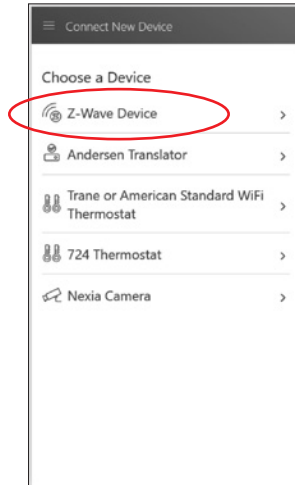 Connect New Device
Choose a Device
Z-Wave Device
Andersen Translator
Trane or American Standard WiFi
Thermostat
724 Thermostat
Nexia Camera